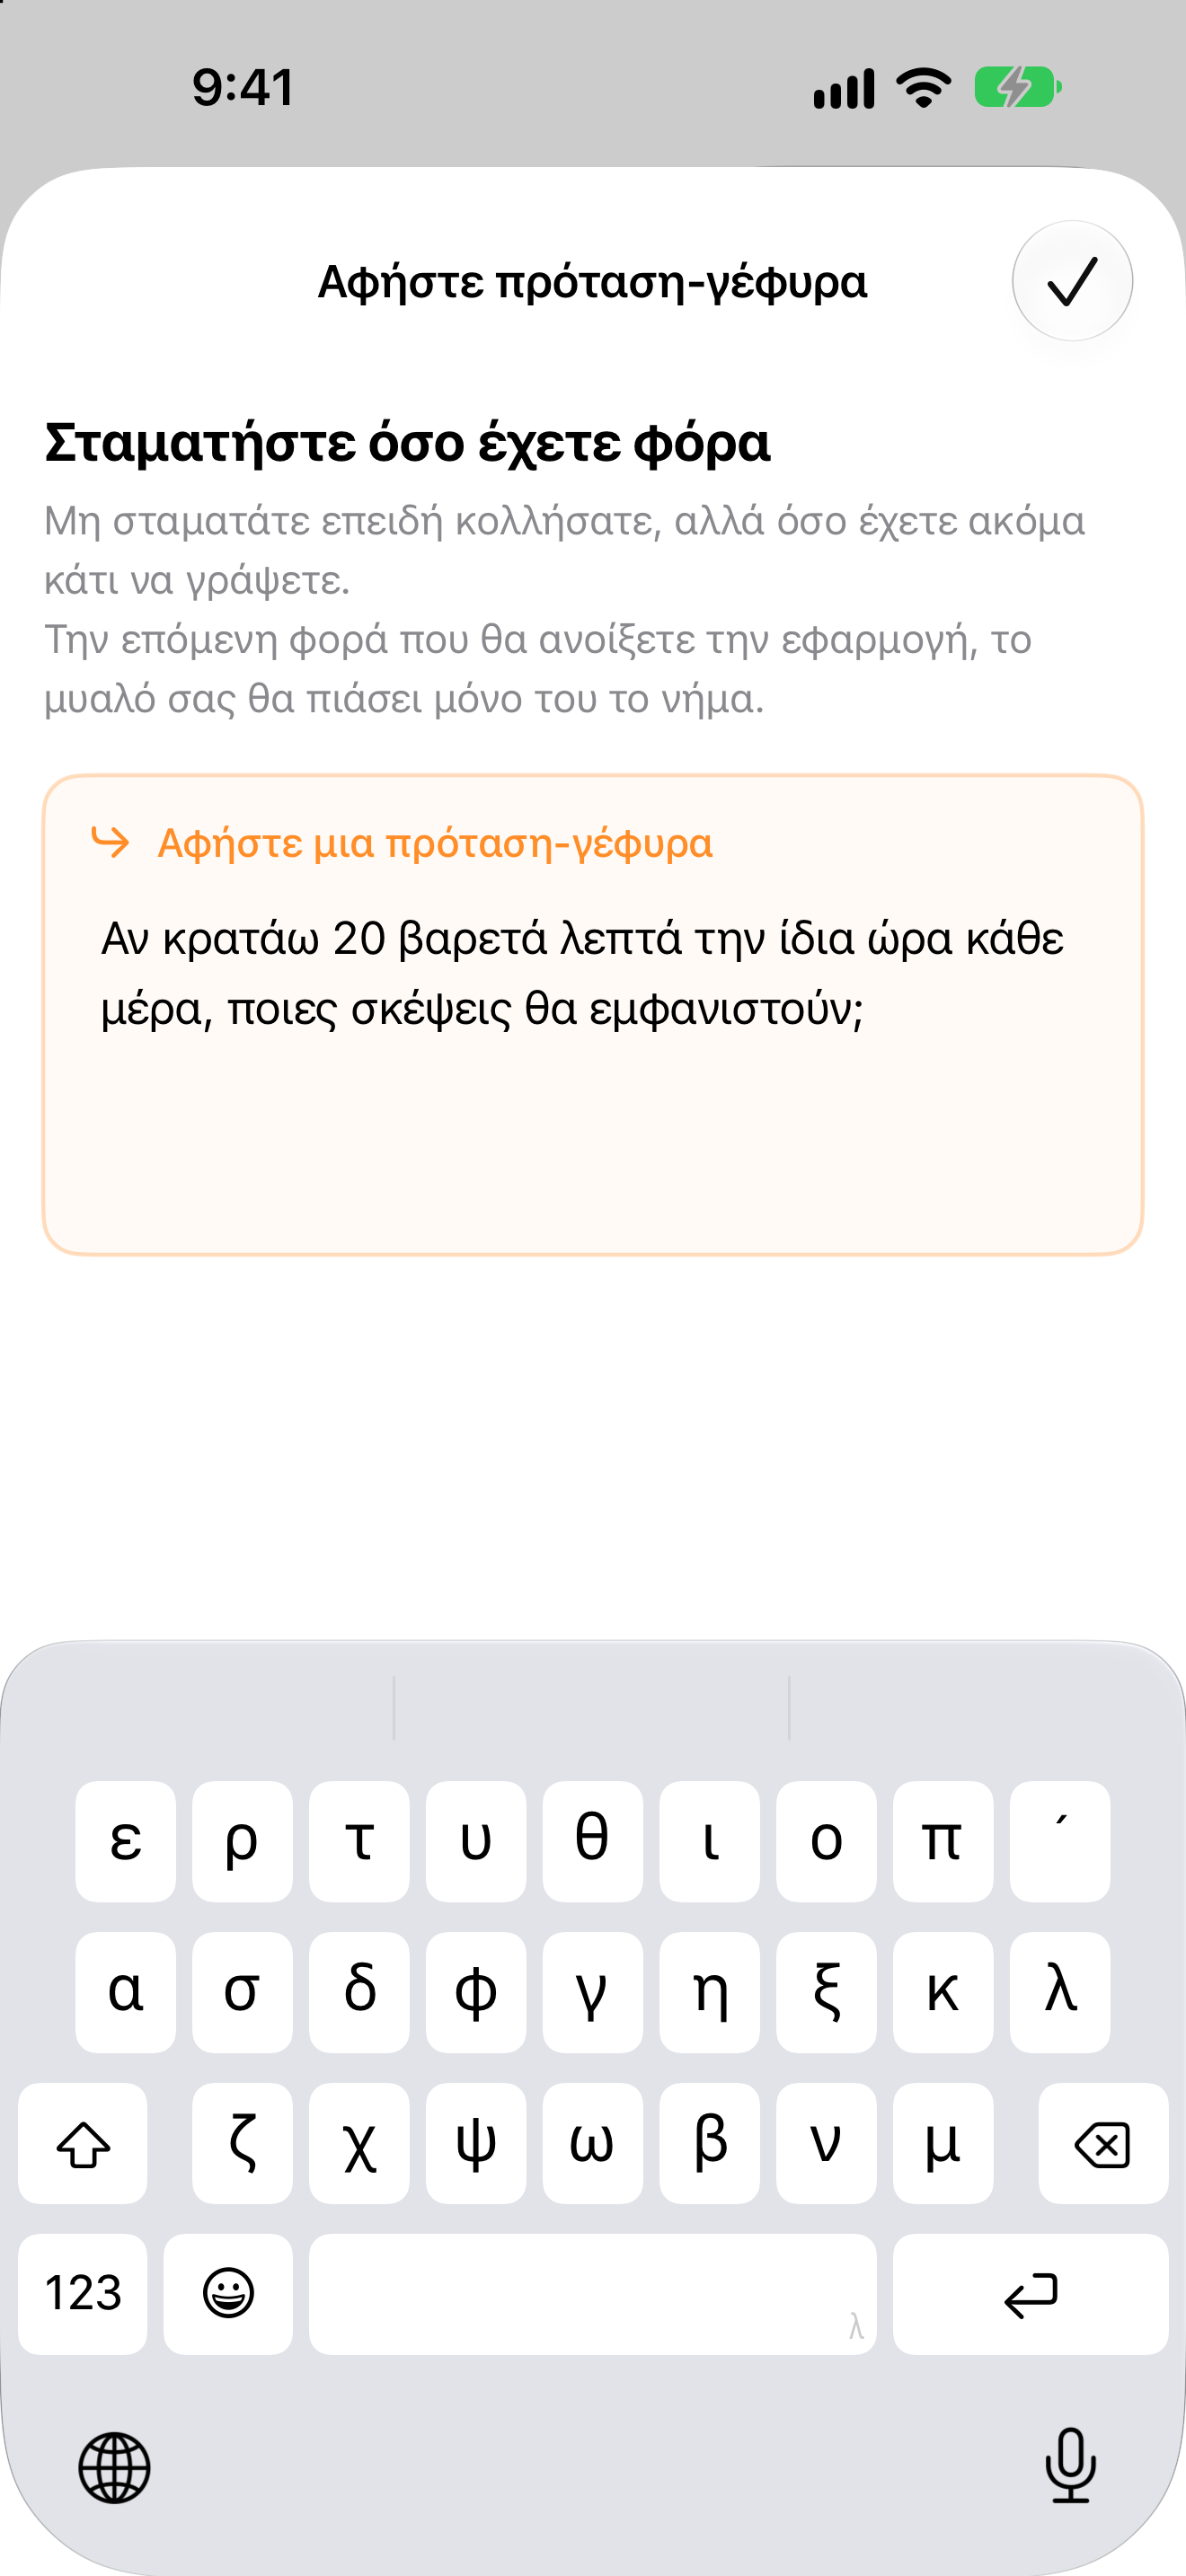 9:41
Αφήστε πρόταση-γέφυρα
Σταματήστε όσο έχετε φόρα
Μη σταματάτε επειδή κολλήσατε, αλλά όσο έχετε ακόμα
κάτι να γράψετε.
Την επόμενη φορά που θα ανοίξετε την εφαρμογή, το
μυαλό σας θα πιάσει μόνο του το νήμα.
Αφήστε μια πρόταση-γέφυρα
Αν κρατάω 20 βαρετά λεπτά την ίδια ώρα κάθε
μέρα, ποιες σκέψεις θα εμφανιστούν;
ε ρ τ υ θ ι ο π ´
α σ δ φ γ η ξ κ λ
ζ χ ψ ω β ν μ
123
λ